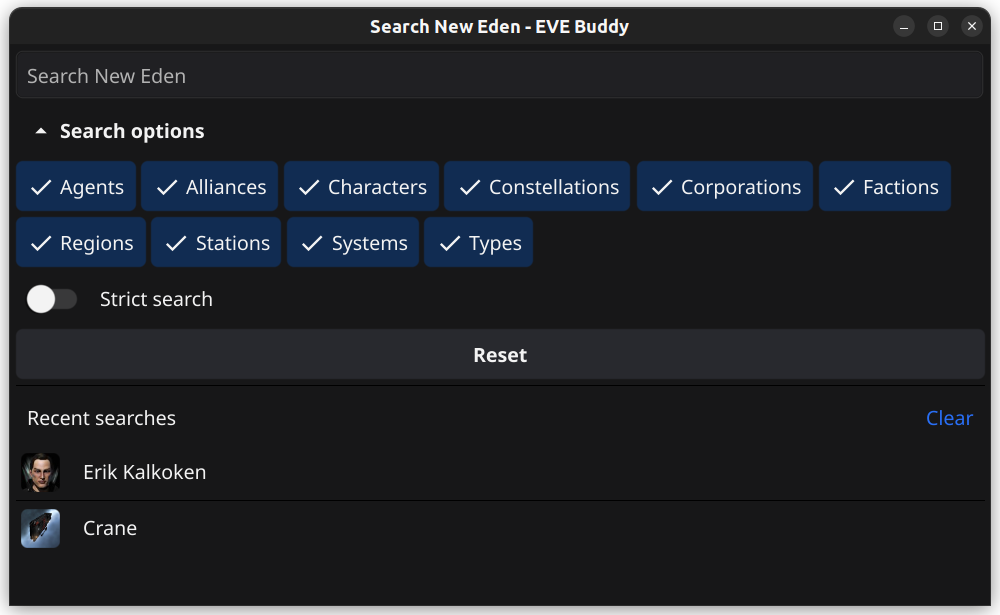 Search New Eden - EVE Buddy
Search New Eden
Search options
Agents Alliances Characters Constellations Corporations Factions
Regions Stations Systems Types
Strict search
Reset
Recent searches Clear
Erik Kalkoken
Crane